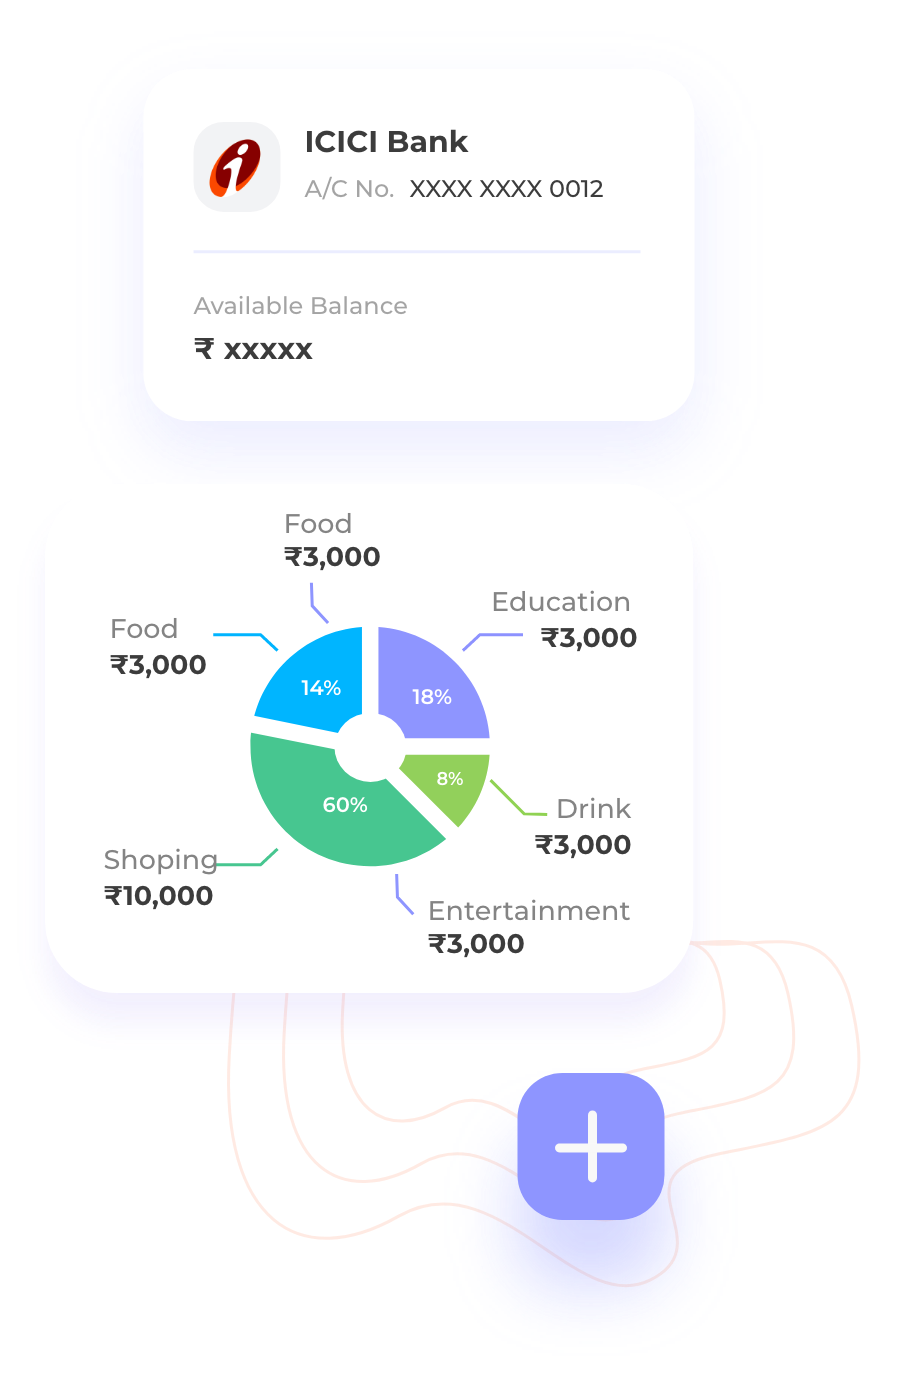 ICICI Bank
A/C No. XXXX XXXX 0012
Available Balance
₹ xxxxx
Food
₹3,000
Education
₹3,000
Food
₹3,000
14%
18%
8%
60%
Drink
₹3,000
Shoping
₹10,000
Entertainment
₹3,000